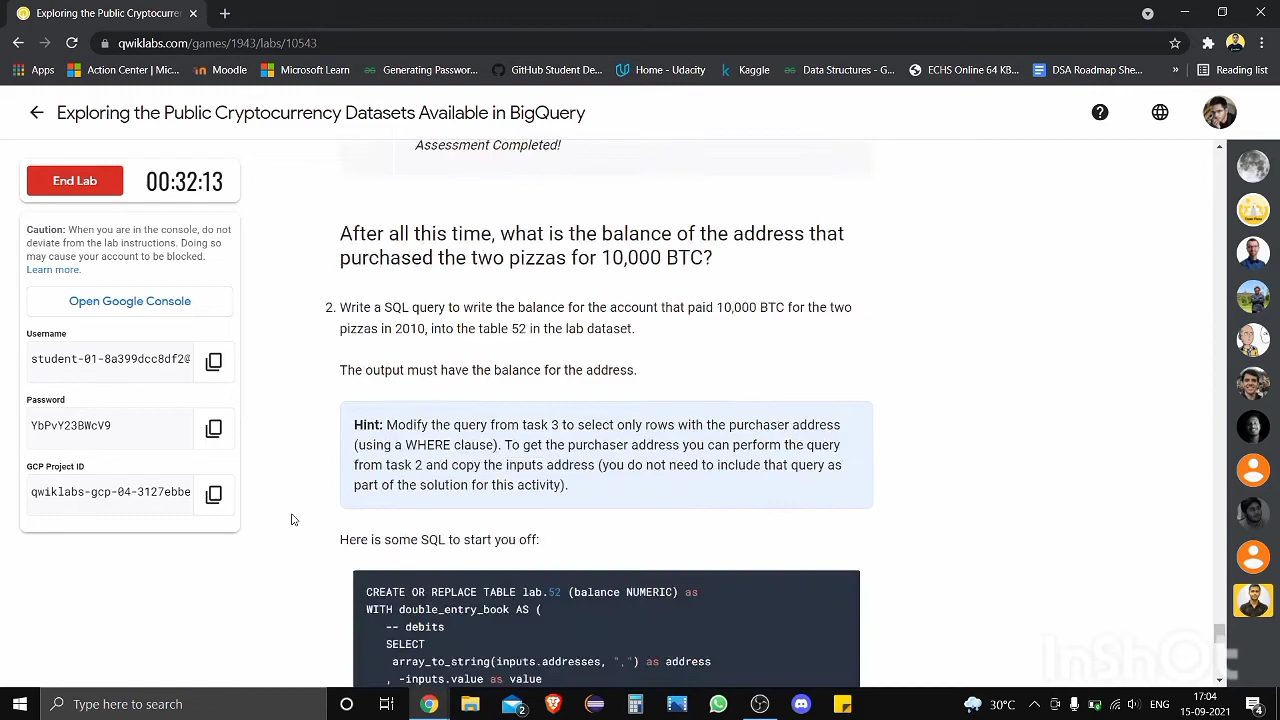 Exploring the Public Cryptocurren
qwiklabs.com/games/1943/labs/10543
Apps
Action Center | Mic...
Moodle
Microsoft Learn
Generating Passwor...
GitHub Student De...
Home - Udacity
Kaggle
Data Structures - G...
ECHS Online 64 KB...
DSA Roadmap She...
»
Reading list
Exploring the Public Cryptocurrency Datasets Available in BigQuery
Assessment Completed!
End Lab
00:32:13
Caution: When you are in the console, do not
deviate from the lab instructions. Doing so
may cause your account to be blocked.
Learn more.
Open Google Console
Username
student-01-8a399dcc8df2@
Password
YbPvY23BWcV9
GCP Project ID
qwiklabs-gcp-04-3127ebbe
After all this time, what is the balance of the address that
purchased the two pizzas for 10,000 BTC?
2. Write a SQL query to write the balance for the account that paid 10,000 BTC for the two
pizzas in 2010, into the table 52 in the lab dataset.
The output must have the balance for the address.
Hint: Modify the query from task 3 to select only rows with the purchaser address
(using a WHERE clause). To get the purchaser address you can perform the query
from task 2 and copy the inputs address (you do not need to include that query as
part of the solution for this activity).
Here is some SQL to start you off:
CREATE OR REPLACE TABLE lab.52 (balance NUMERIC) as
WITH double_entry_book AS (
-- debits
SELECT
array_to_string(inputs.addresses, ",") as address
, -inputs.value as value
InShOt
Type here to search
2
30°C
ENG
17:04
15-09-2021
4